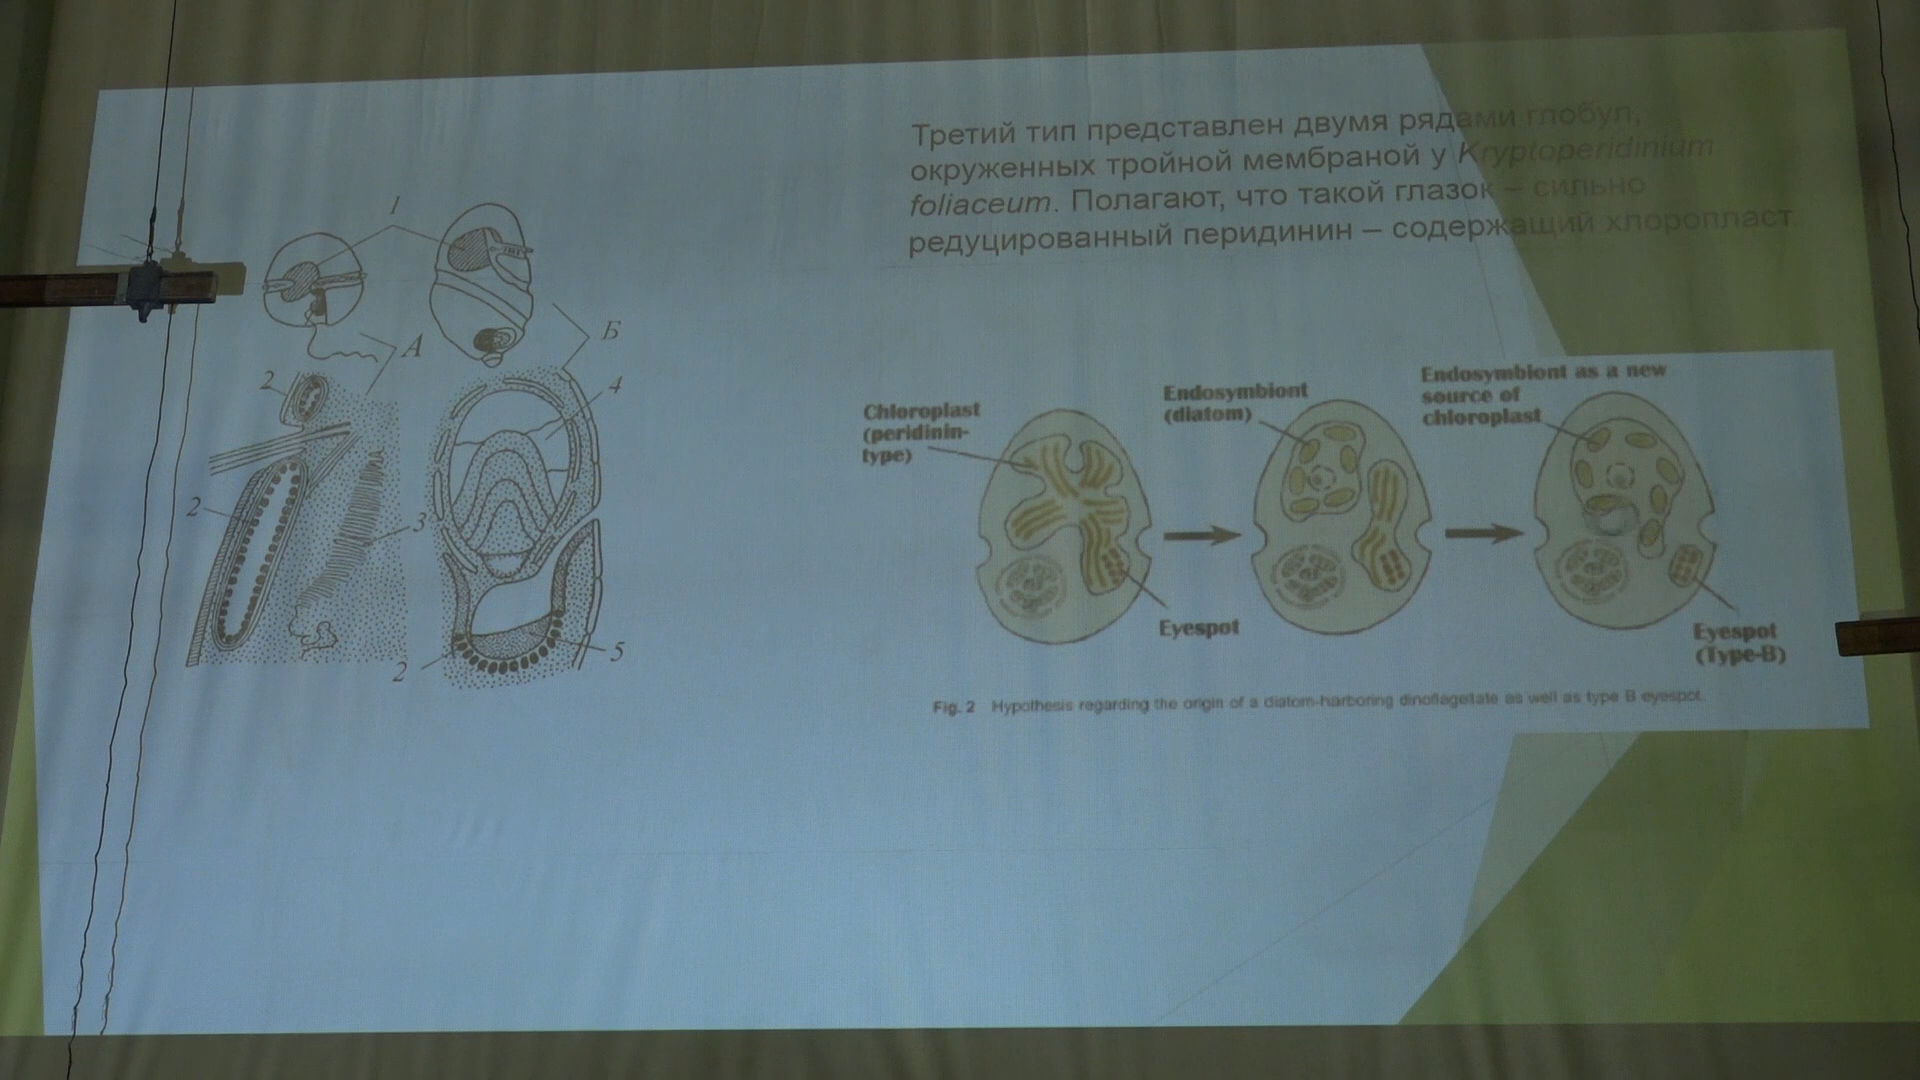 Третий тип представлен двумя рядами глобул,
окруженных тройной мембраной у Kryptoperidinium
foliaceum. Полагают, что такой глазок – сильно
редуцированный перидинин – содержащий хлоропласт.
1
А
Б
2
4
2
3
2
5
Chloroplast
(peridinin-
type)
Endosymbiont
(diatom)
Endosymbiont as a new
source of
chloroplast
Eyespot
Eyespot
(Type-B)
Fig. 2 Hypothesis regarding the origin of a diatom-harboring dinoflagellate as well as type B eyespot.